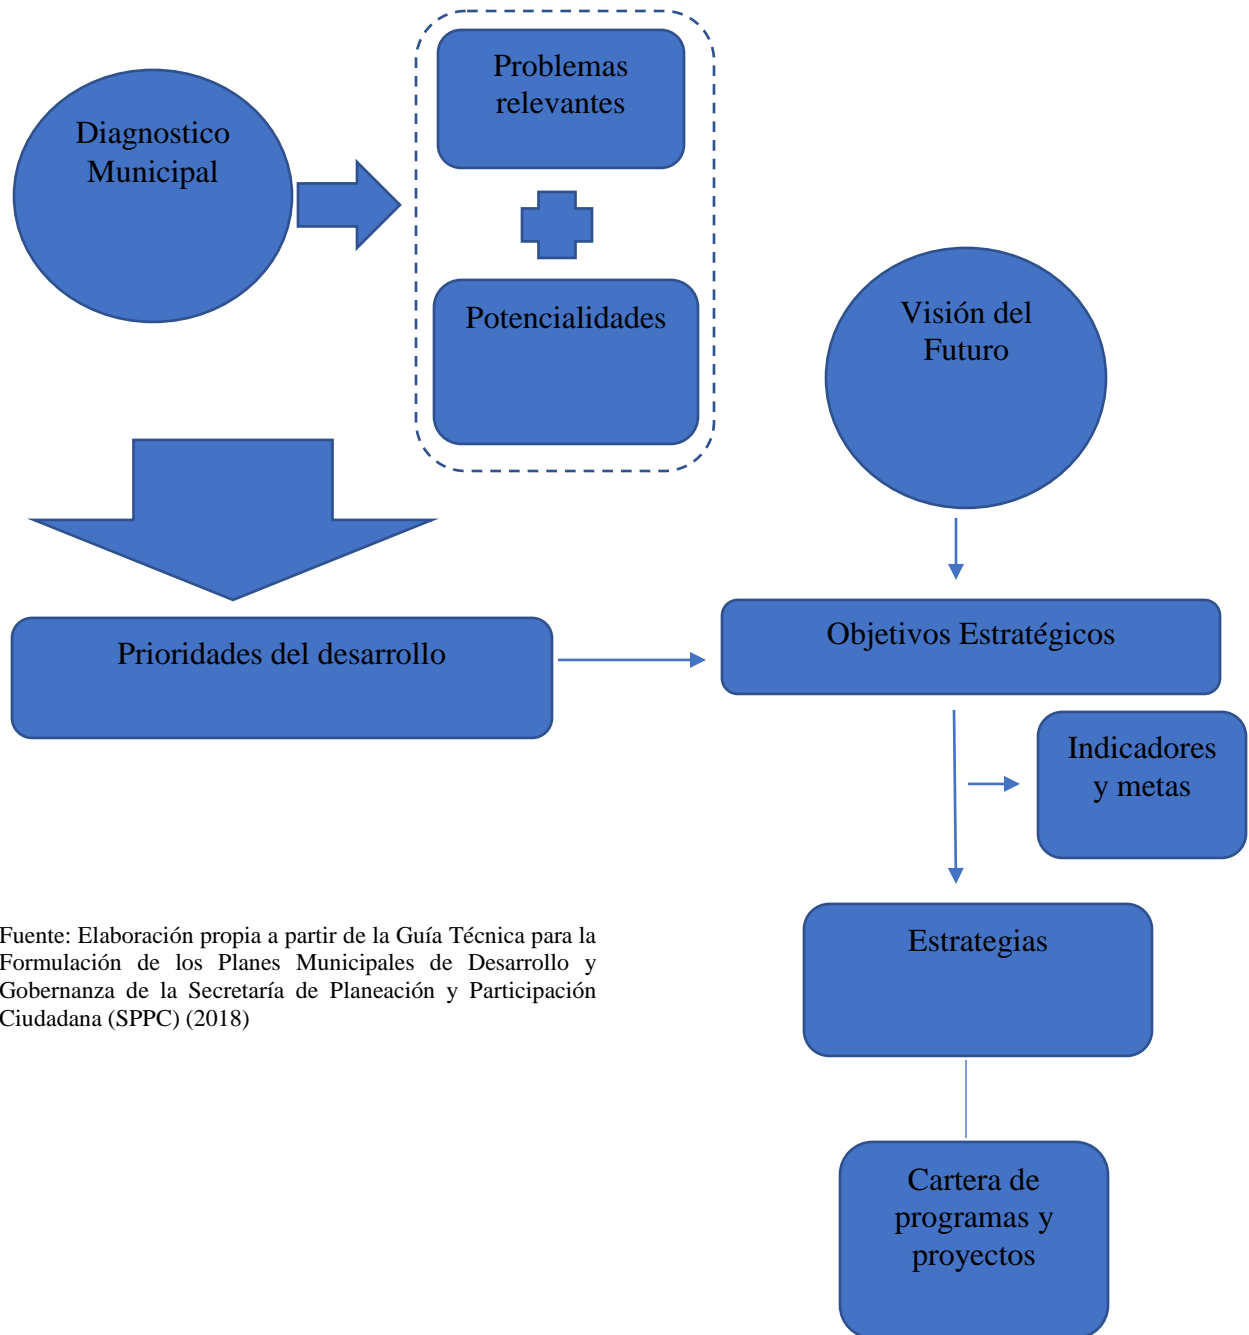 Problemas
relevantes
Diagnostico
Municipal
Potencialidades
Visión del
Futuro
Prioridades del desarrollo
Objetivos Estratégicos
Indicadores
y metas
Estrategias
Fuente: Elaboración propia a partir de la Guía Técnica para la
Formulación de los Planes Municipales de Desarrollo y
Gobernanza de la Secretaría de Planeación y Participación
Ciudadana (SPPC) (2018)
Cartera de
programas y
proyectos